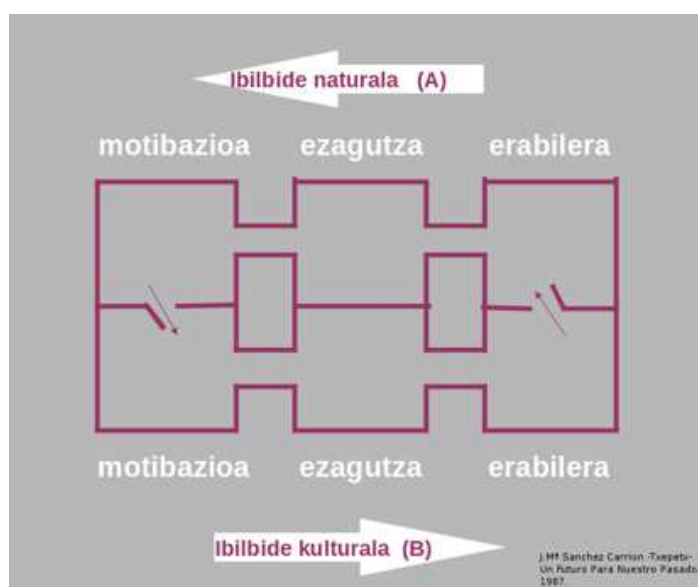 Ibilbide naturala (A)
motibazioa ezagutza erabilera
motibazioa ezagutza erabilera
Ibilbide kulturala (B)
J.Mª Sanchez Carrion -Txepetx-
Un Futuro Para Nuestro Pasado
1987